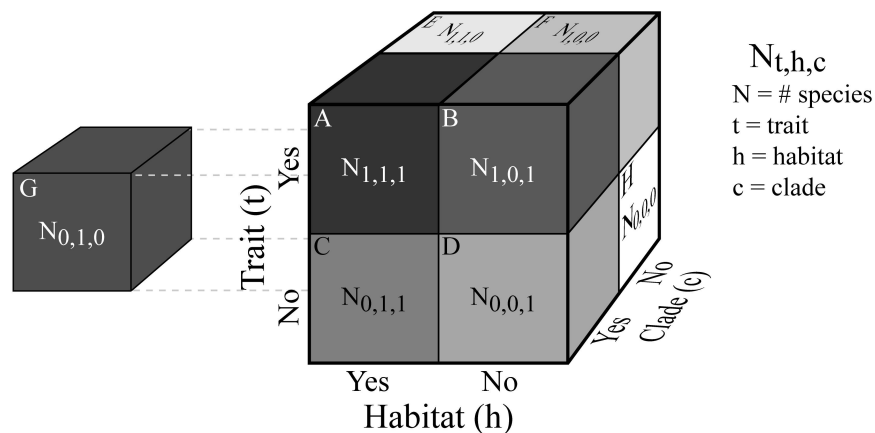 E
N1,1,0
F
N1,0,0
Nt,h,c
N = # species
t = trait
h = habitat
c = clade
A
N1,1,1
B
N1,0,1
G
N0,1,0
H
N0,0,0
C
N0,1,1
D
N0,0,1
Trait (t)
Yes
No
Yes
No
Habitat (h)
Yes
No
Clade (c)